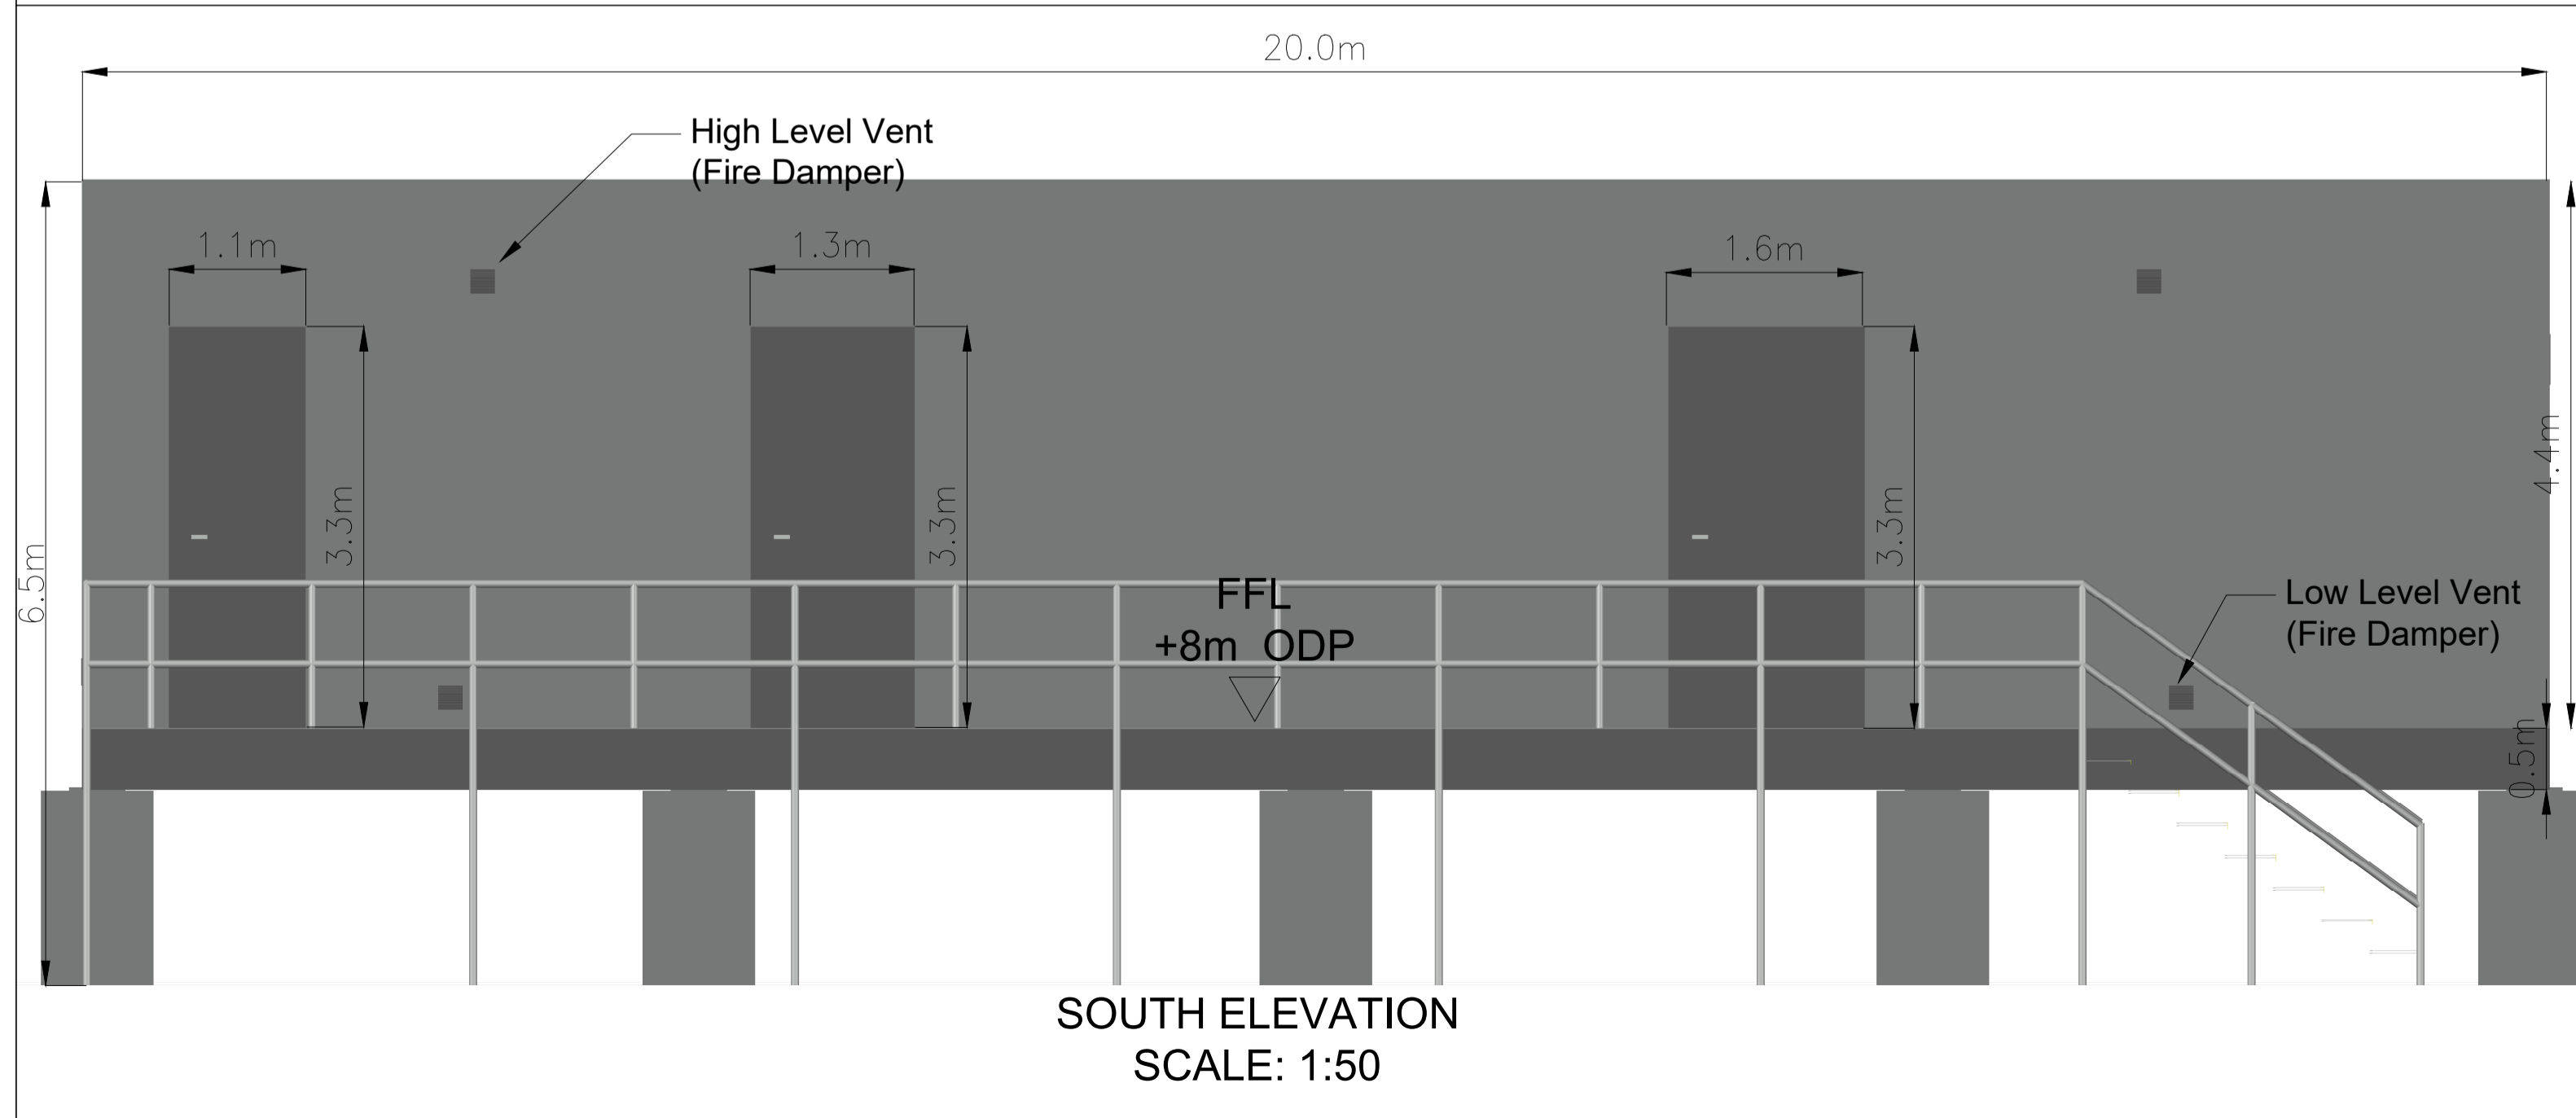 20.0m
High Level Vent
(Fire Damper)
1.1m
1.3m
1.6m
3.3m
3.3m
3.3m
4.4m
6.5m
FFL
+8m ODP
Low Level Vent
(Fire Damper)
0.5m
SOUTH ELEVATION
SCALE: 1:50